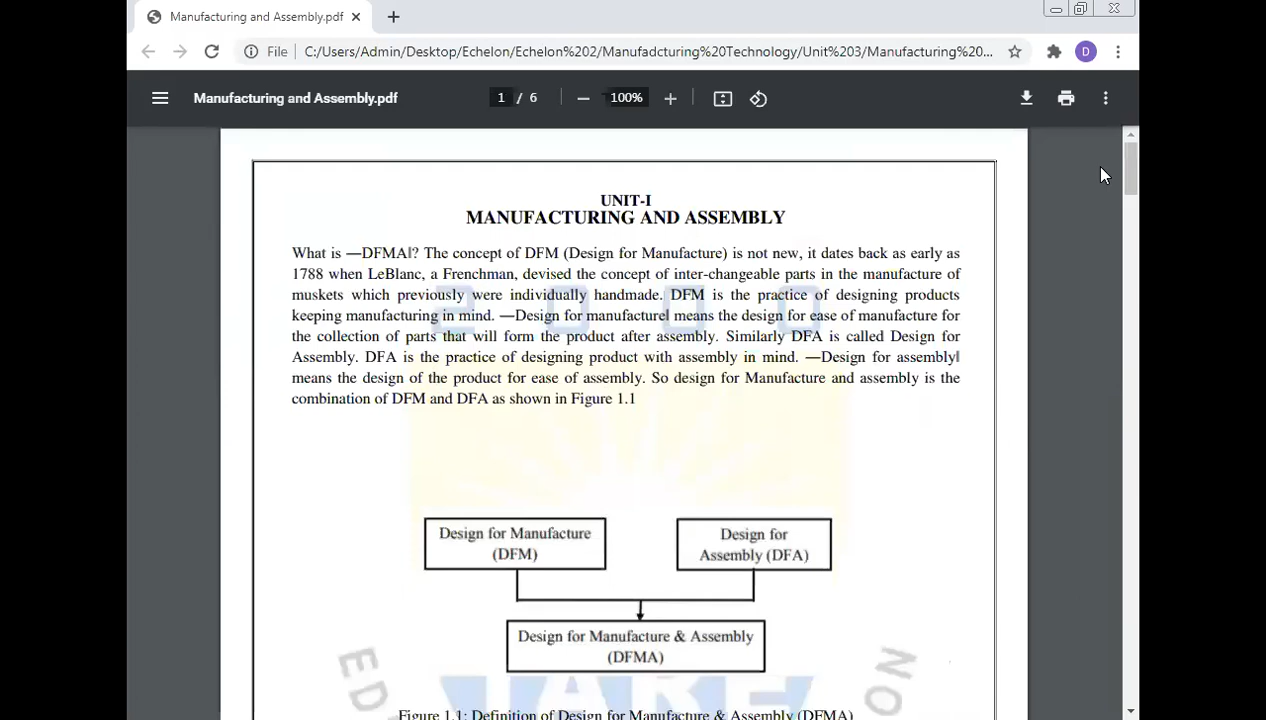 Manufacturing and Assembly.pdf
File C:/Users/Admin/Desktop/Echelon/Echelon%202/Manufadcturing%20Technology/Unit%203/Manufacturing%20...
D
Manufacturing and Assembly.pdf
1 / 6
100%
UNIT-I
MANUFACTURING AND ASSEMBLY
What is ―DFMA‖? The concept of DFM (Design for Manufacture) is not new, it dates back as early as
1788 when LeBlanc, a Frenchman, devised the concept of inter-changeable parts in the manufacture of
muskets which previously were individually handmade. DFM is the practice of designing products
keeping manufacturing in mind. ―Design for manufacture‖ means the design for ease of manufacture for
the collection of parts that will form the product after assembly. Similarly DFA is called Design for
Assembly. DFA is the practice of designing product with assembly in mind. ―Design for assembly‖
means the design of the product for ease of assembly. So design for Manufacture and assembly is the
combination of DFM and DFA as shown in Figure 1.1
2 0 0 0
Design for Manufacture
(DFM)
Design for
Assembly (DFA)
Design for Manufacture & Assembly
(DFMA)
IARE
Figure 1.1: Definition of Design for Manufacture & Assembly (DFMA)